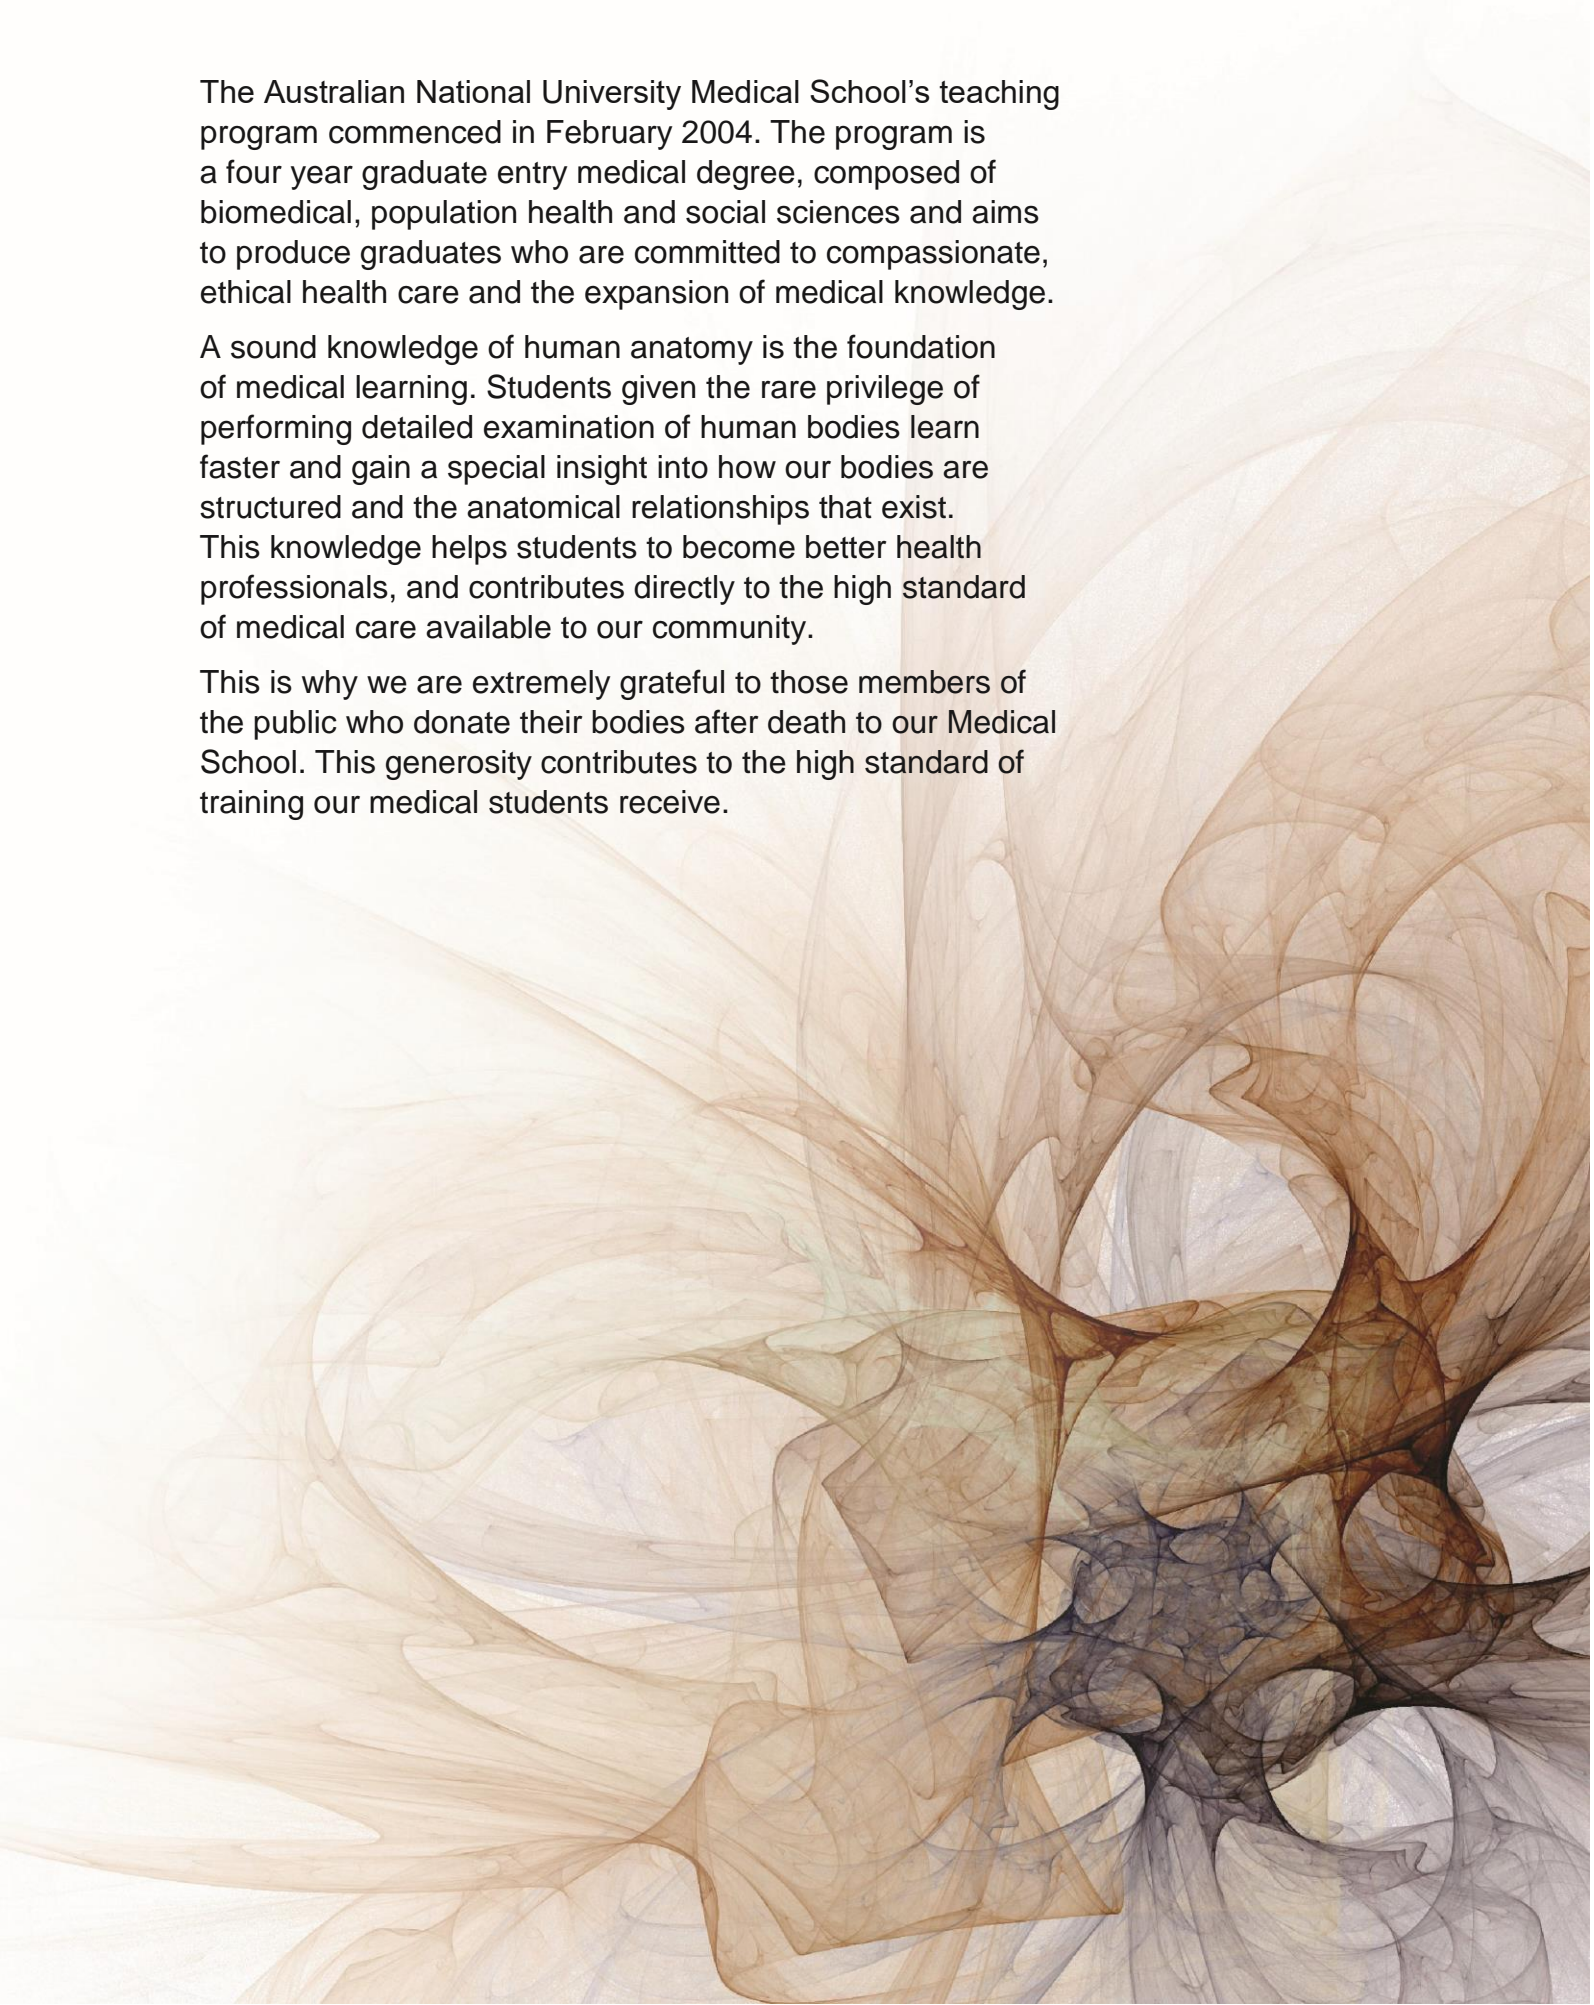 The Australian National University Medical School’s teaching
program commenced in February 2004. The program is
a four year graduate entry medical degree, composed of
biomedical, population health and social sciences and aims
to produce graduates who are committed to compassionate,
ethical health care and the expansion of medical knowledge.
A sound knowledge of human anatomy is the foundation
of medical learning. Students given the rare privilege of
performing detailed examination of human bodies learn
faster and gain a special insight into how our bodies are
structured and the anatomical relationships that exist.
This knowledge helps students to become better health
professionals, and contributes directly to the high standard
of medical care available to our community.
This is why we are extremely grateful to those members of
the public who donate their bodies after death to our Medical
School. This generosity contributes to the high standard of
training our medical students receive.